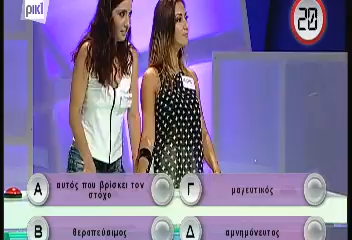 ρικ1
20
Α αυτός που βρίσκει τον
στόχο
Γ μαγευτικός
Β θεραπεύσιμος
Δ αμνημόνευτος